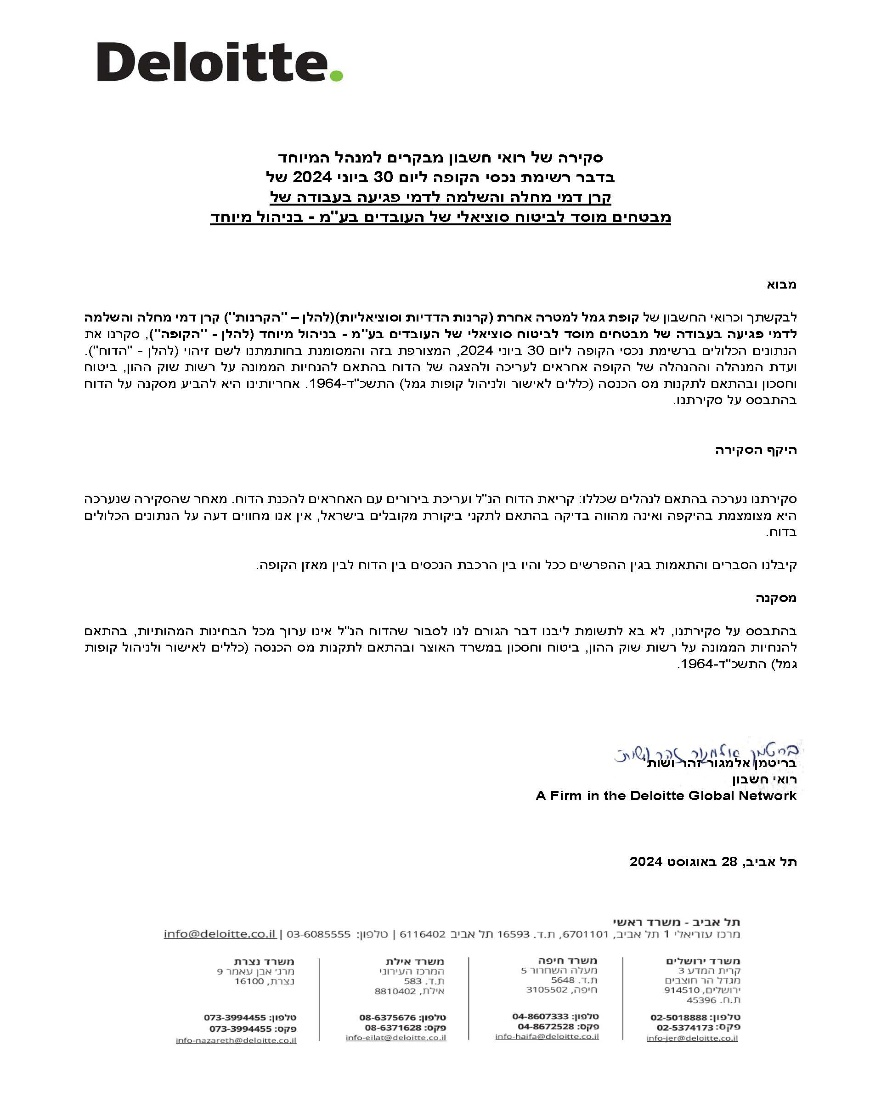 Deloitte.
סקירה של רואי חשבון מבקרים למנהל המיוחד
בדבר רשימת נכסי הקופה ליום 30 ביוני 2024 של
קרן דמי מחלה והשלמה לדמי פגיעה בעבודה של
מבטחים מוסד לביטוח סוציאלי של העובדים בע"מ - בניהול מיוחד
מבוא
לבקשתך וכרואי החשבון של קופת גמל למטרה אחרת (קרנות הדדיות וסוציאליות)(להלן – "הקרנות") קרן דמי מחלה והשלמה
לדמי פגיעה בעבודה של מבטחים מוסד לביטוח סוציאלי של העובדים בע"מ - בניהול מיוחד (להלן - "הקופה"), סקרנו את
הנתונים הכלולים ברשימת נכסי הקופה ליום 30 ביוני 2024, המצורפת בזה והמסומנת בחותמתנו לשם זיהוי (להלן - "הדוח").
ועדת המנהלה וההנהלה של הקופה אחראים לעריכה ולהצגה של הדוח בהתאם להנחיות הממונה על רשות שוק ההון, ביטוח
וחסכון ובהתאם לתקנות מס הכנסה (כללים לאישור ולניהול קופות גמל) התשכ"ד-1964. אחריותינו היא להביע מסקנה על הדוח
בהתבסס על סקירתנו.
היקף הסקירה
סקירתנו נערכה בהתאם לנהלים שכללו: קריאת הדוח הנ"ל ועריכת בירורים עם האחראים להכנת הדוח. מאחר שהסקירה שנערכה
היא מצומצמת בהיקפה ואינה מהווה בדיקה בהתאם לתקני ביקורת מקובלים בישראל, אין אנו מחווים דעה על הנתונים הכלולים
בדוח.
קיבלנו הסברים והתאמות בגין ההפרשים ככל והיו בין הרכבת הנכסים בין הדוח לבין מאזן הקופה.
מסקנה
בהתבסס על סקירתנו, לא בא לתשומת ליבנו דבר הגורם לנו לסבור שהדוח הנ"ל אינו ערוך מכל הבחינות המהותיות, בהתאם
להנחיות הממונה על רשות שוק ההון, ביטוח וחסכון במשרד האוצר ובהתאם לתקנות מס הכנסה (כללים לאישור ולניהול קופות
גמל) התשכ"ד-1964.
בריטמן אלמגור זהר ושות
בריטמן אלמגור זהר ושות
רואי חשבון
A Firm in the Deloitte Global Network
תל אביב, 28 באוגוסט 2024
תל אביב - משרד ראשי
מרכז עזריאלי 1 תל אביב, 6701101, ת.ד. 16593 תל אביב 6116402 | טלפון: 03-6085555 | info@deloitte.co.il
משרד ירושלים
קרית המדע 3
מגדל הר חוצבים
ירושלים, 914510
ת.ח. 45396
טלפון: 02-5018888
פקס: 02-5374173
info-jer@deloitte.co.il
משרד חיפה
מעלה השחרור 5
ת.ד. 5648
חיפה, 3105502
טלפון: 04-8607333
פקס: 04-8672528
info-haifa@deloitte.co.il
משרד אילת
המרכז העירוני
ת.ד. 583
אילת, 8810402
טלפון: 08-6375676
פקס: 08-6371628
info-eilat@deloitte.co.il
משרד נצרת
מרג' אבן עאמר 9
נצרת, 16100
טלפון: 073-3994455
פקס: 073-3994455
info-nazareth@deloitte.co.il